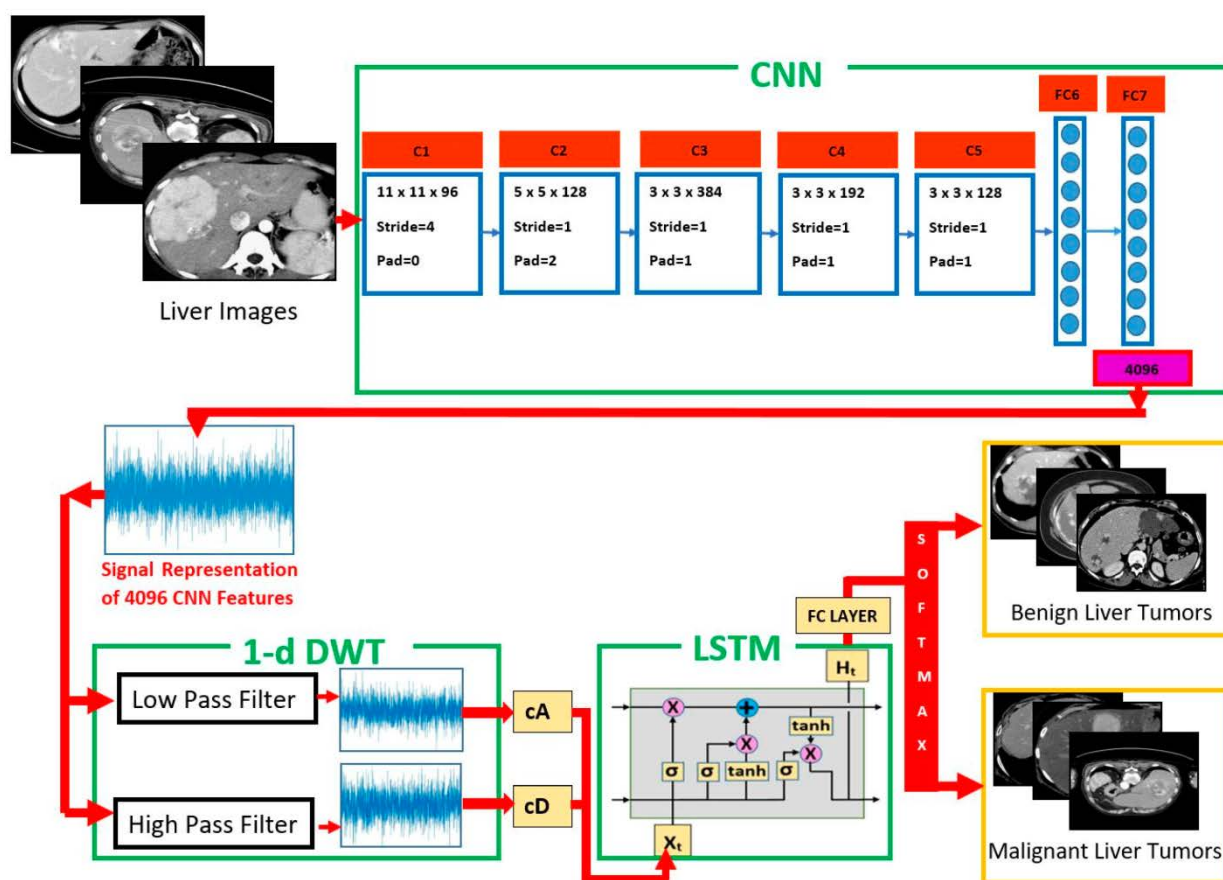 CNN
FC6
FC7
C1
C2
C3
C4
C5
11 x 11 x 96
Stride=4
Pad=0
5 x 5 x 128
Stride=1
Pad=2
3 x 3 x 384
Stride=1
Pad=1
3 x 3 x 192
Stride=1
Pad=1
3 x 3 x 128
Stride=1
Pad=1
Liver Images
4096
Signal Representation
of 4096 CNN Features
1-d DWT
Low Pass Filter
High Pass Filter
cA
cD
LSTM
FC LAYER
Ht
X
+
tanh
X
X
σ
σ
tanh
σ
Xt
SOFTMAX
Benign Liver Tumors
Malignant Liver Tumors